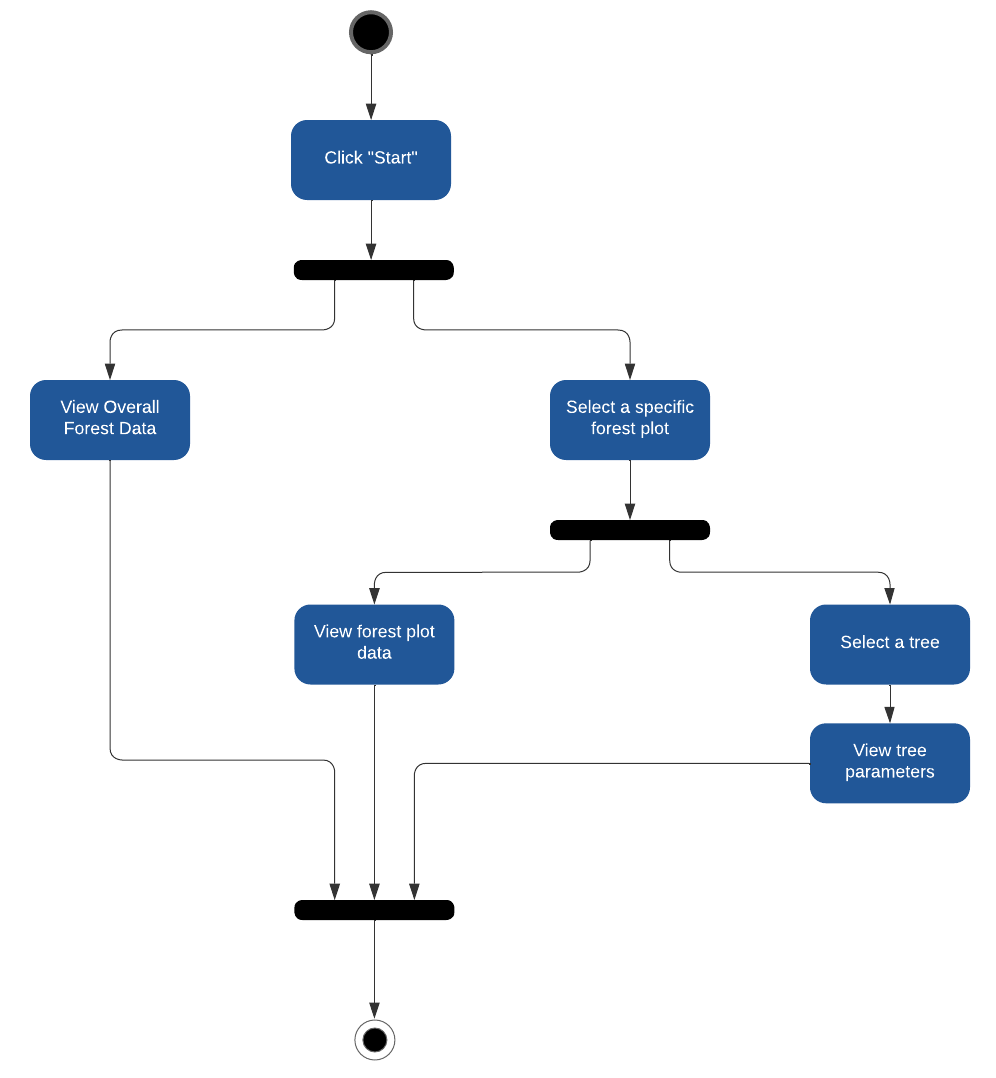 Click "Start"
View Overall
Forest Data
Select a specific
forest plot
View forest plot
data
Select a tree
View tree
parameters